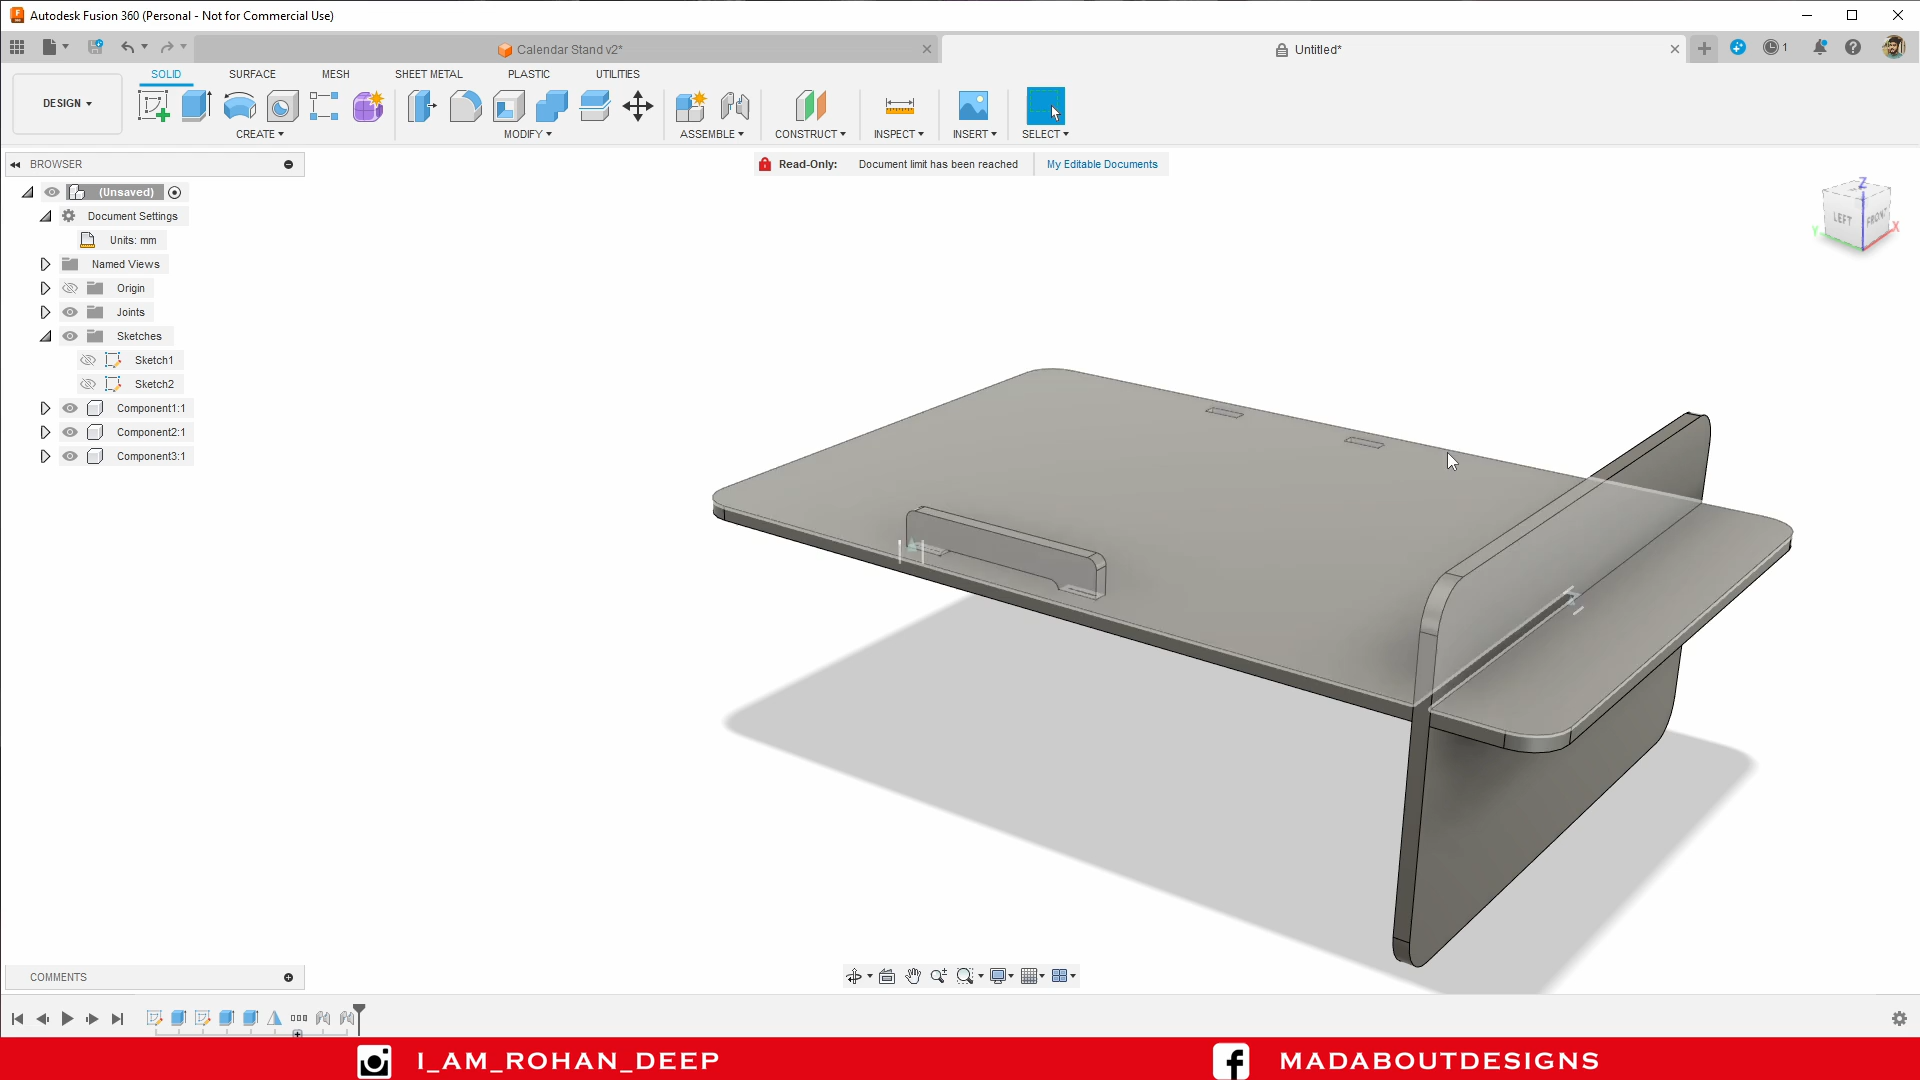 Autodesk Fusion 360 (Personal - Not for Commercial Use)
Calendar Stand v2*
Untitled*
1
DESIGN
SOLID
SURFACE
MESH
SHEET METAL
PLASTIC
UTILITIES
CREATE
MODIFY
ASSEMBLE
CONSTRUCT
INSPECT
INSERT
SELECT
BROWSER
Read-Only: Document limit has been reached My Editable Documents
(Unsaved)
Document Settings
Units: mm
Named Views
Origin
Joints
Sketches
Sketch1
Sketch2
Component1:1
Component2:1
Component3:1
Z
LEFT
FRONT
Y
X
COMMENTS
I_AM_ROHAN_DEEP
MADABOUTDESIGNS